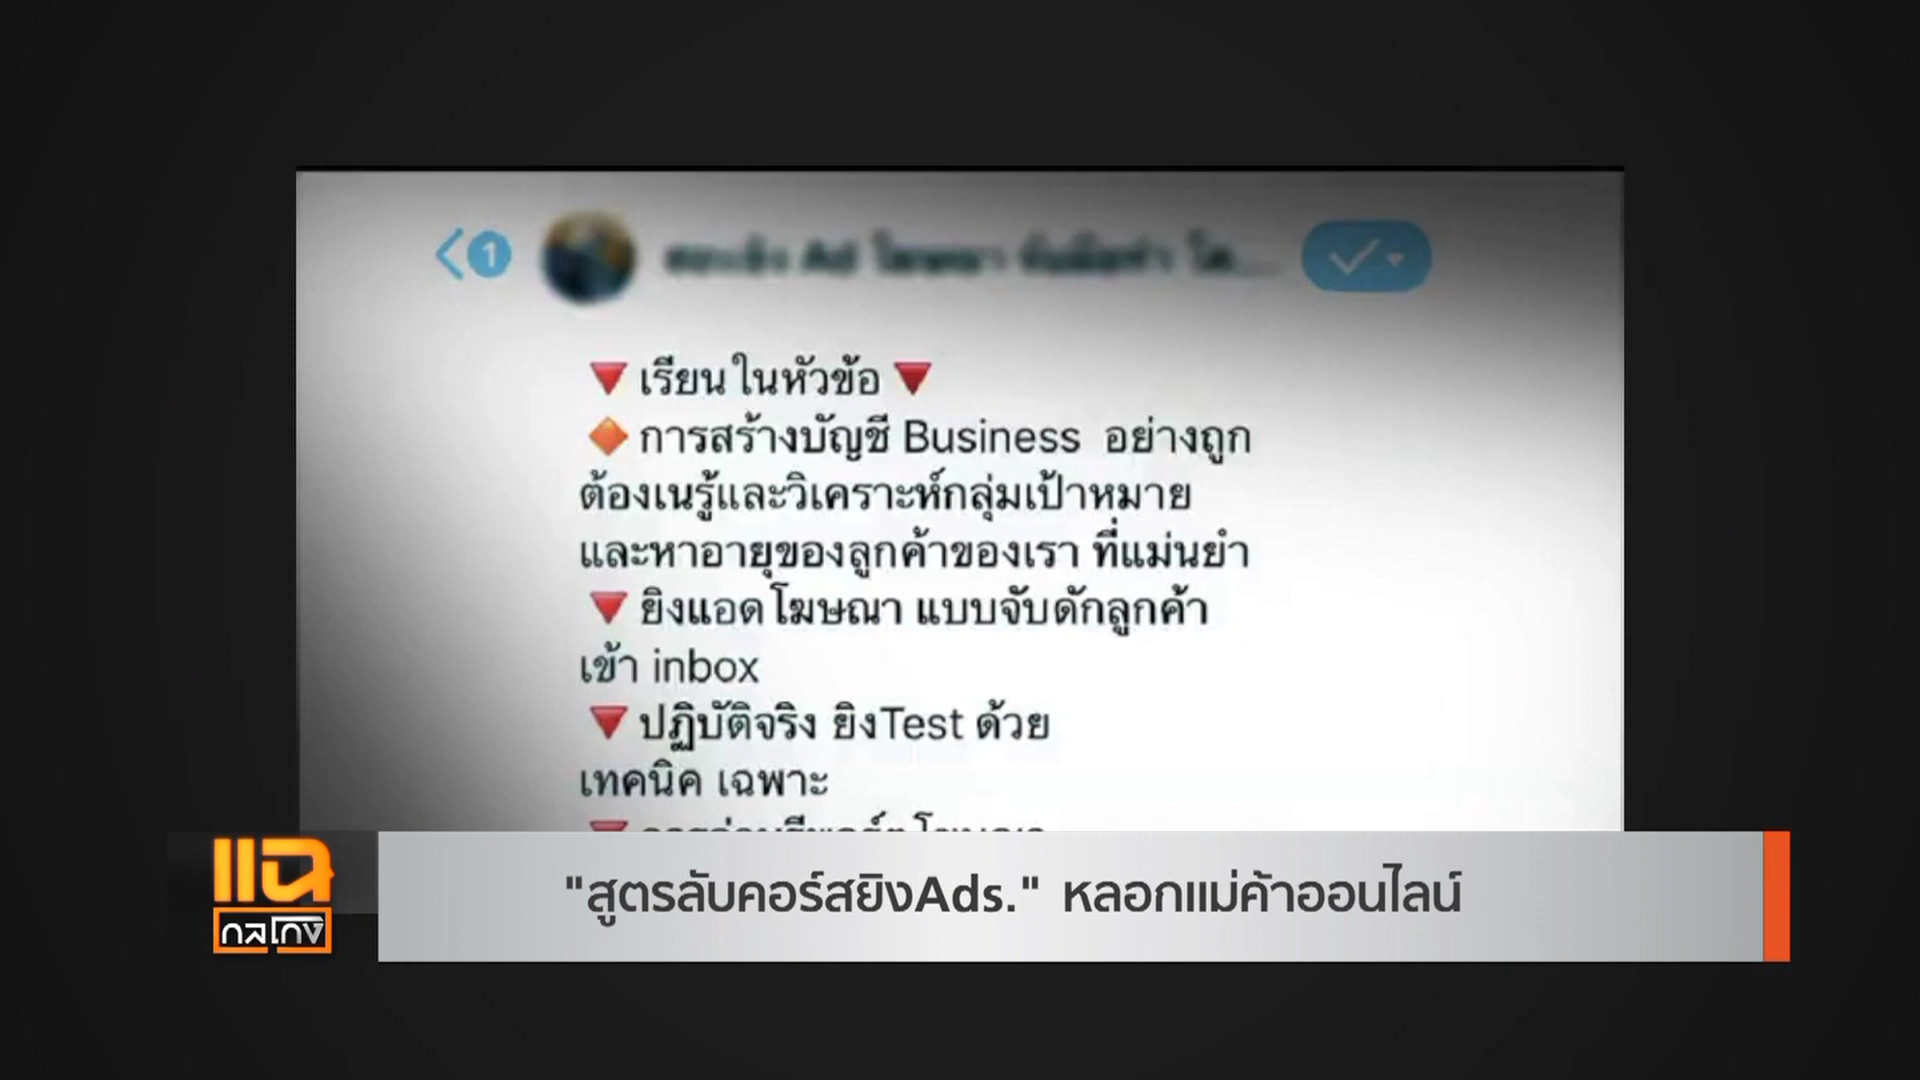 1
Ad
🔻เรียนในหัวข้อ🔻
🔶การสร้างบัญชี Business อย่างถูก
ต้องเนรู้และวิเคราะห์กลุ่มเป้าหมาย
และหาอายุของลูกค้าของเรา ที่แม่นยำ
🔻ยิงแอดโฆษณา แบบจับดักลูกค้า
เข้า inbox
🔻ปฏิบัติจริง ยิงTest ด้วย
เทคนิค เฉพาะ
แฉ
กลโกง
"สูตรลับคอร์สยิงAds." หลอกแม่ค้าออนไลน์